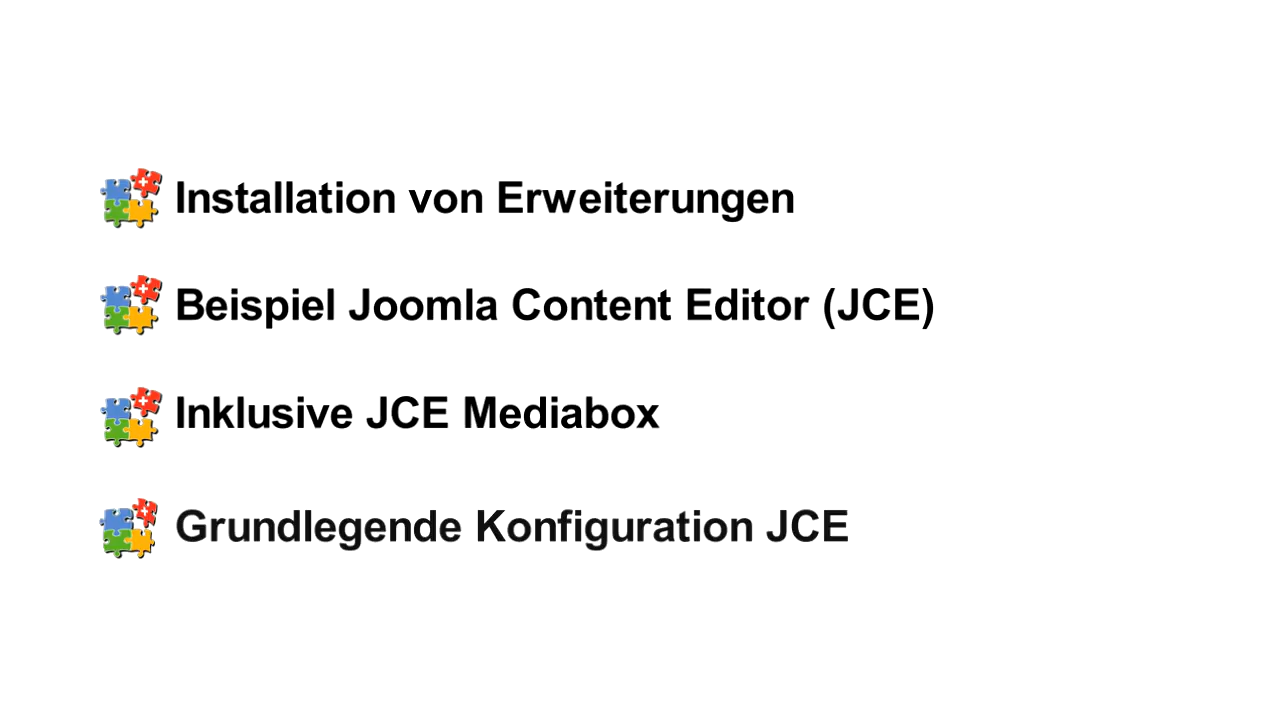 Installation von Erweiterungen
Beispiel Joomla Content Editor (JCE)
Inklusive JCE Mediabox
Grundlegende Konfiguration JCE